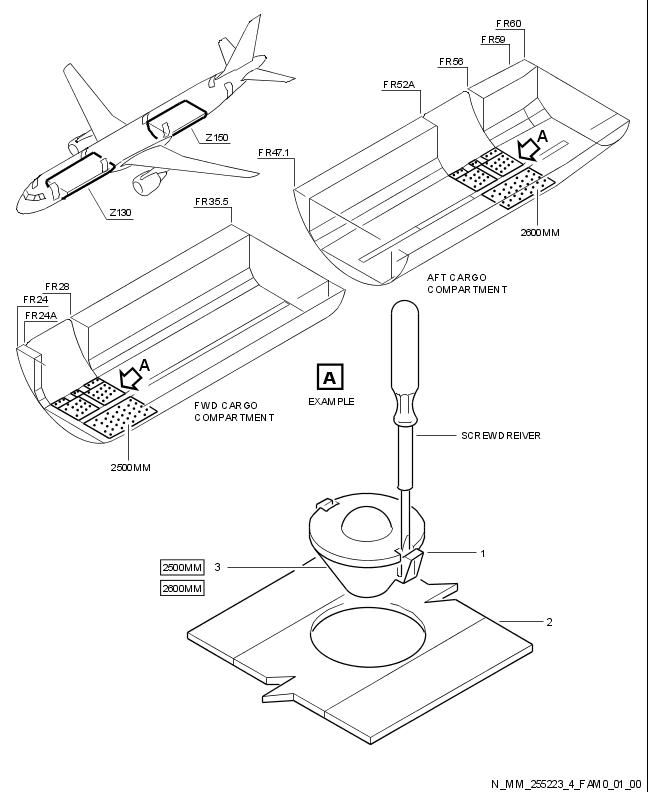 FR60
FR59
FR56
FR52A
A
Z150
FR47.1
Z130
FR35.5
2600MM
AFT CARGO
COMPARTMENT
FR28
FR24
FR24A
A
A
EXAMPLE
FWD CARGO
COMPARTMENT
SCREWDREIVER
2500MM
1
2500MM 3
2600MM
2
N_MM_255223_4_FAM0_01_00